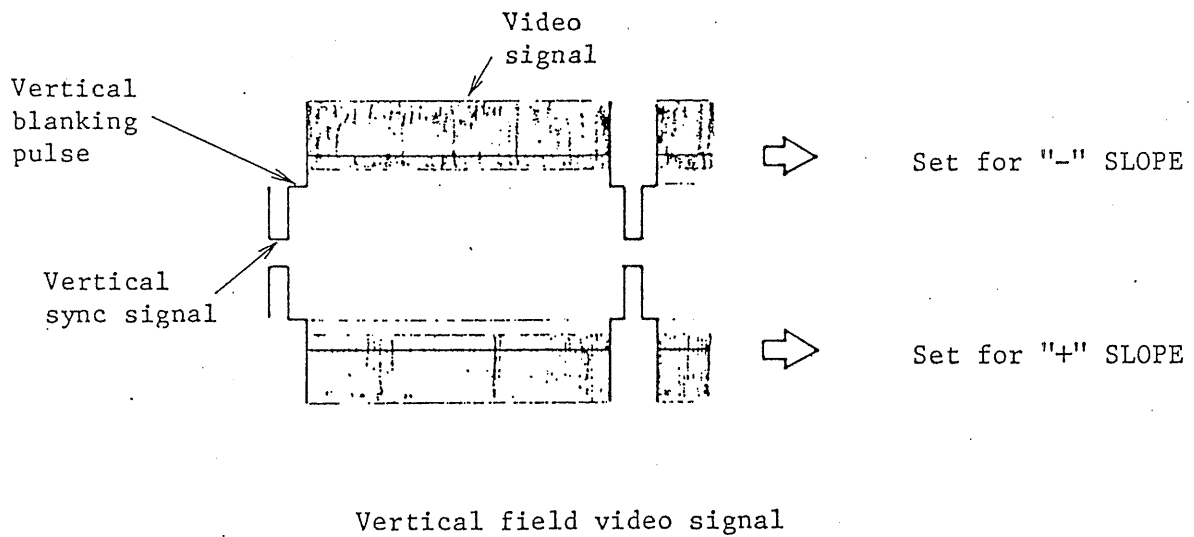 Video
signal
Vertical
blanking
pulse
Set for "-" SLOPE
Vertical
sync signal
Set for "+" SLOPE
Vertical field video signal